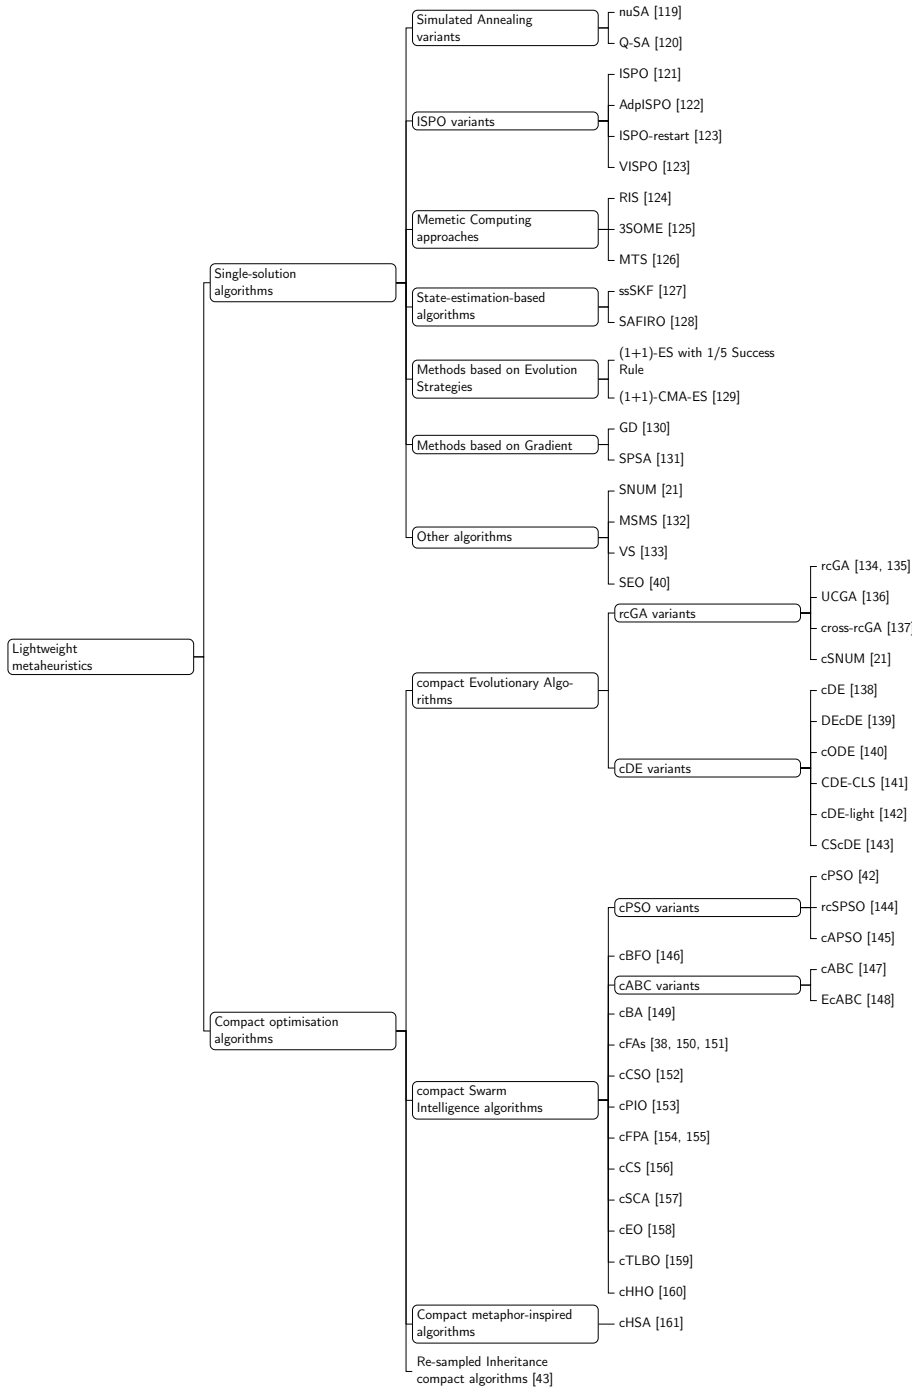 Lightweight
metaheuristics
Single-solution
algorithms
Simulated Annealing
variants
nuSA [119]
Q-SA [120]
ISPO variants
ISPO [121]
AdpISPO [122]
ISPO-restart [123]
VISPO [123]
Memetic Computing
approaches
RIS [124]
3SOME [125]
MTS [126]
State-estimation-based
algorithms
ssSKF [127]
SAFIRO [128]
Methods based on Evolution
Strategies
(1+1)-ES with 1/5 Success
Rule
(1+1)-CMA-ES [129]
Methods based on Gradient
GD [130]
SPSA [131]
Other algorithms
SNUM [21]
MSMS [132]
VS [133]
SEO [40]
Compact optimisation
algorithms
compact Evolutionary Algo-
rithms
rcGA variants
rcGA [134, 135]
UCGA [136]
cross-rcGA [137]
cSNUM [21]
cDE variants
cDE [138]
DEcDE [139]
cODE [140]
CDE-CLS [141]
cDE-light [142]
CScDE [143]
compact Swarm
Intelligence algorithms
cPSO variants
cPSO [42]
rcSPSO [144]
cAPSO [145]
cBFO [146]
cABC variants
cABC [147]
EcABC [148]
cBA [149]
cFAs [38, 150, 151]
cCSO [152]
cPIO [153]
cFPA [154, 155]
cCS [156]
cSCA [157]
cEO [158]
cTLBO [159]
cHHO [160]
Compact metaphor-inspired
algorithms
cHSA [161]
Re-sampled Inheritance
compact algorithms [43]